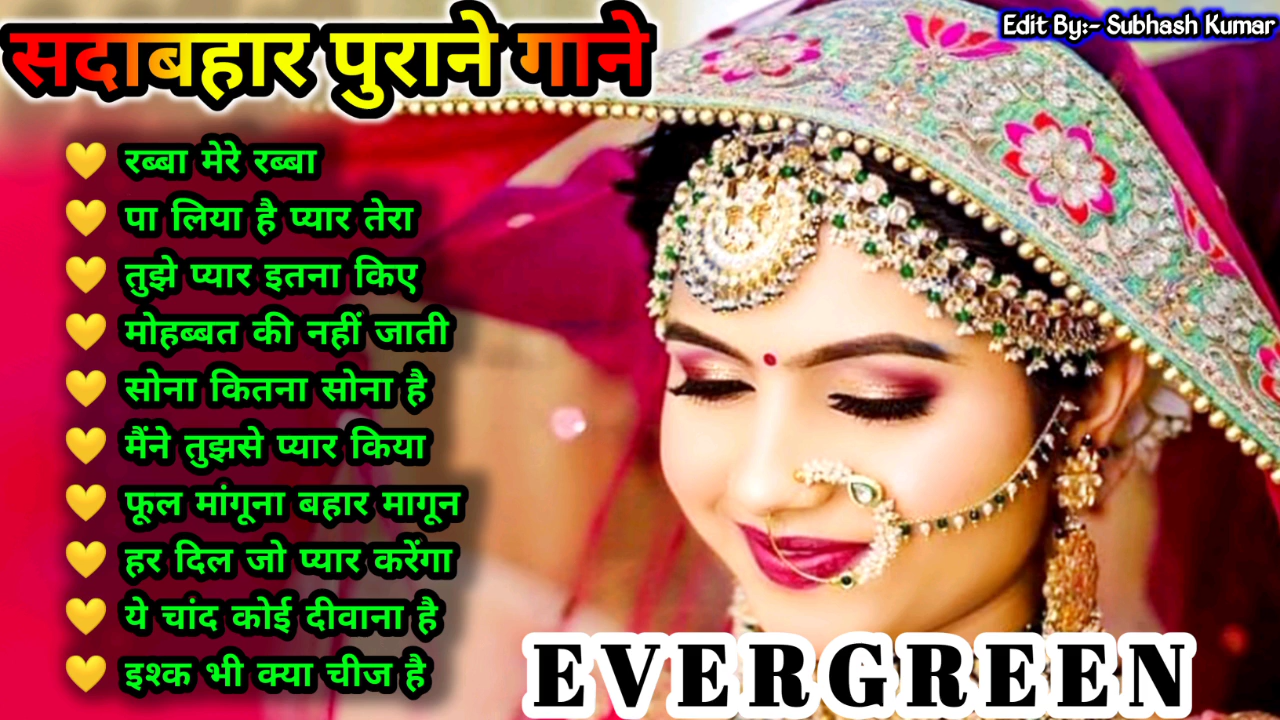 सदाबहार पुराने गाने
Edit By:- Subhash Kumar
💛 रब्बा मेरे रब्बा
💛 पा लिया है प्यार तेरा
💛 तुझे प्यार इतना किए
💛 मोहब्बत की नहीं जाती
💛 सोना कितना सोना है
💛 मैंने तुझसे प्यार किया
💛 फूल मांगूना बहार मागून
💛 हर दिल जो प्यार करेंगा
💛 ये चांद कोई दीवाना है
💛 इश्क भी क्या चीज है
EVERGREEN